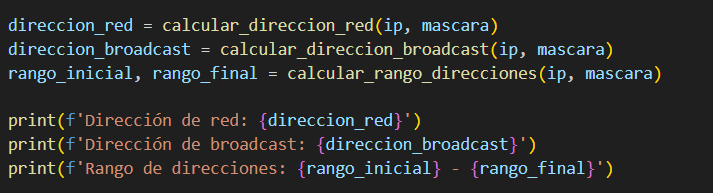 direccion_red = calcular_direccion_red(ip, mascara)
direccion_broadcast = calcular_direccion_broadcast(ip, mascara)
rango_inicial, rango_final = calcular_rango_direcciones(ip, mascara)
print(f'Dirección de red: {direccion_red}')
print(f'Dirección de broadcast: {direccion_broadcast}')
print(f'Rango de direcciones: {rango_inicial} - {rango_final}')